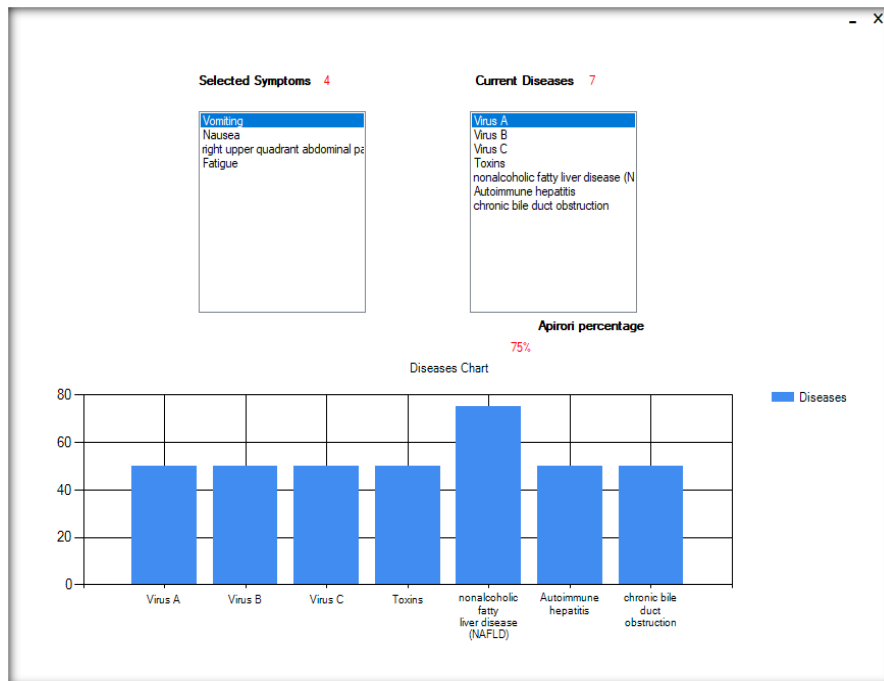 Selected Symptoms 4
Current Diseases 7
Vomiting
Nausea
right upper quadrant abdominal pa
Fatigue
Virus A
Virus B
Virus C
Toxins
nonalcoholic fatty liver disease (N
Autoimmune hepatitis
chronic bile duct obstruction
Apirori percentage
75%
Diseases Chart
80
60
40
20
0
Diseases
Virus A
Virus B
Virus C
Toxins
nonalcoholic
fatty
liver disease
(NAFLD)
Autoimmune
hepatitis
chronic bile
duct
obstruction